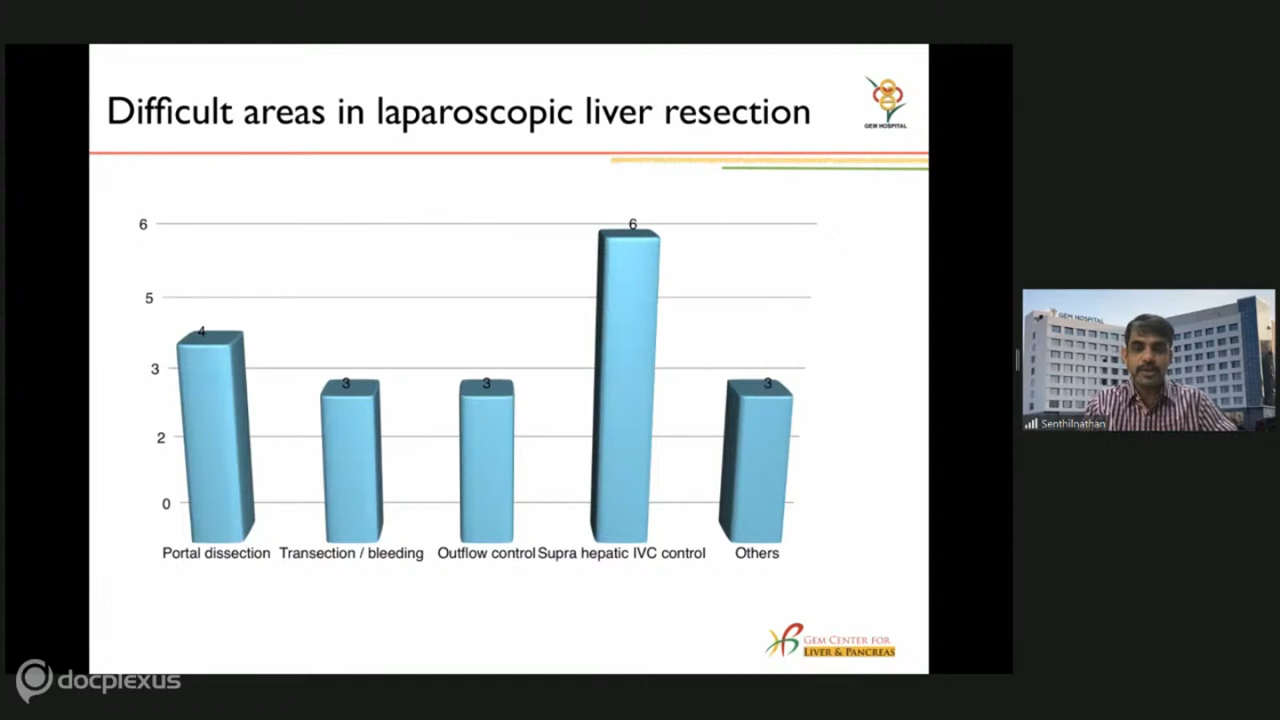 Difficult areas in laparoscopic liver resection
GEM HOSPITAL
6
5
3
2
0
4
3
3
6
3
Portal dissection
Transection / bleeding
Outflow control
Supra hepatic IVC control
Others
GEM CENTER FOR
LIVER & PANCREAS
GEM HOSPITAL
Senthilnathan
docplexus